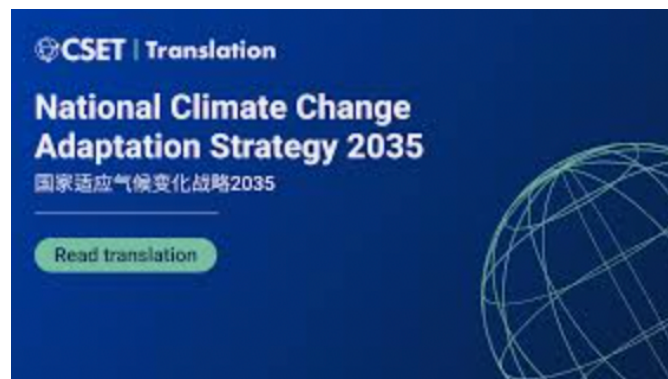 CSET | Translation
National Climate Change
Adaptation Strategy 2035
国家适应气候变化战略2035
Read translation